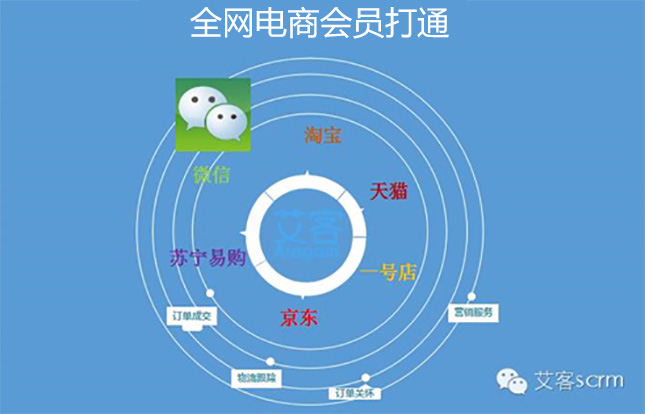 全网电商会员打通
淘宝
微信
天猫
艾客
苏宁易购
一号店
京东
订单成交
营销服务
物流跟踪
订单关怀
艾客scrm